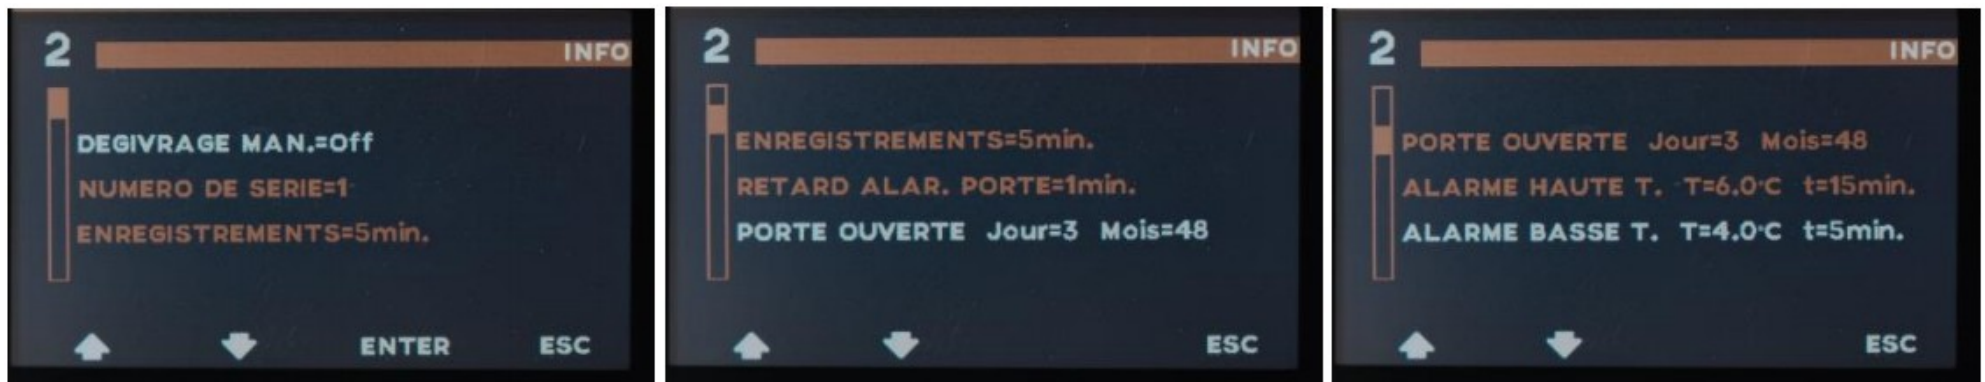 2 INFO
DEGIVRAGE MAN.=Off
NUMERO DE SERIE=1
ENREGISTREMENTS=5min.
ENTER ESC
2 INFO
ENREGISTREMENTS=5min.
RETARD ALAR. PORTE=1min.
PORTE OUVERTE Jour=3 Mois=48
ESC
2 INFO
PORTE OUVERTE Jour=3 Mois=48
ALARME HAUTE T. T=6.0°C t=15min.
ALARME BASSE T. T=4.0°C t=5min.
ESC